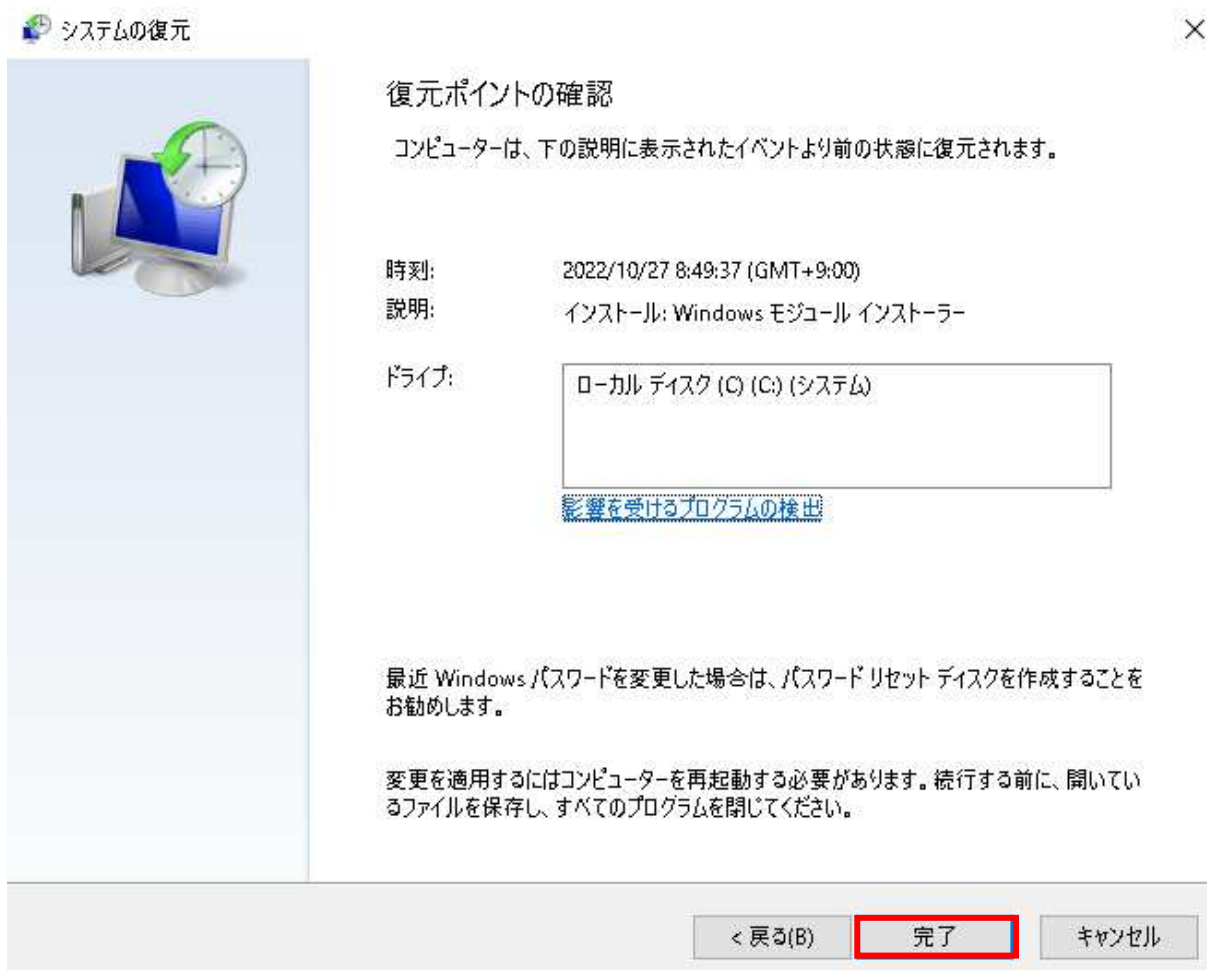 システムの復元
復元ポイントの確認
コンピューターは、下の説明に表示されたイベントより前の状態に復元されます。
時刻: 2022/10/27 8:49:37 (GMT+9:00)
説明: インストール: Windows モジュール インストーラー
ドライブ: ローカル ディスク (C) (C:) (システム)
影響を受けるプログラムの検出
最近 Windows パスワードを変更した場合は、パスワード リセット ディスクを作成することを
お勧めします。
変更を適用するにはコンピューターを再起動する必要があります。続行する前に、開いてい
るファイルを保存し、すべてのプログラムを閉じてください。
< 戻る(B) 完了 キャンセル